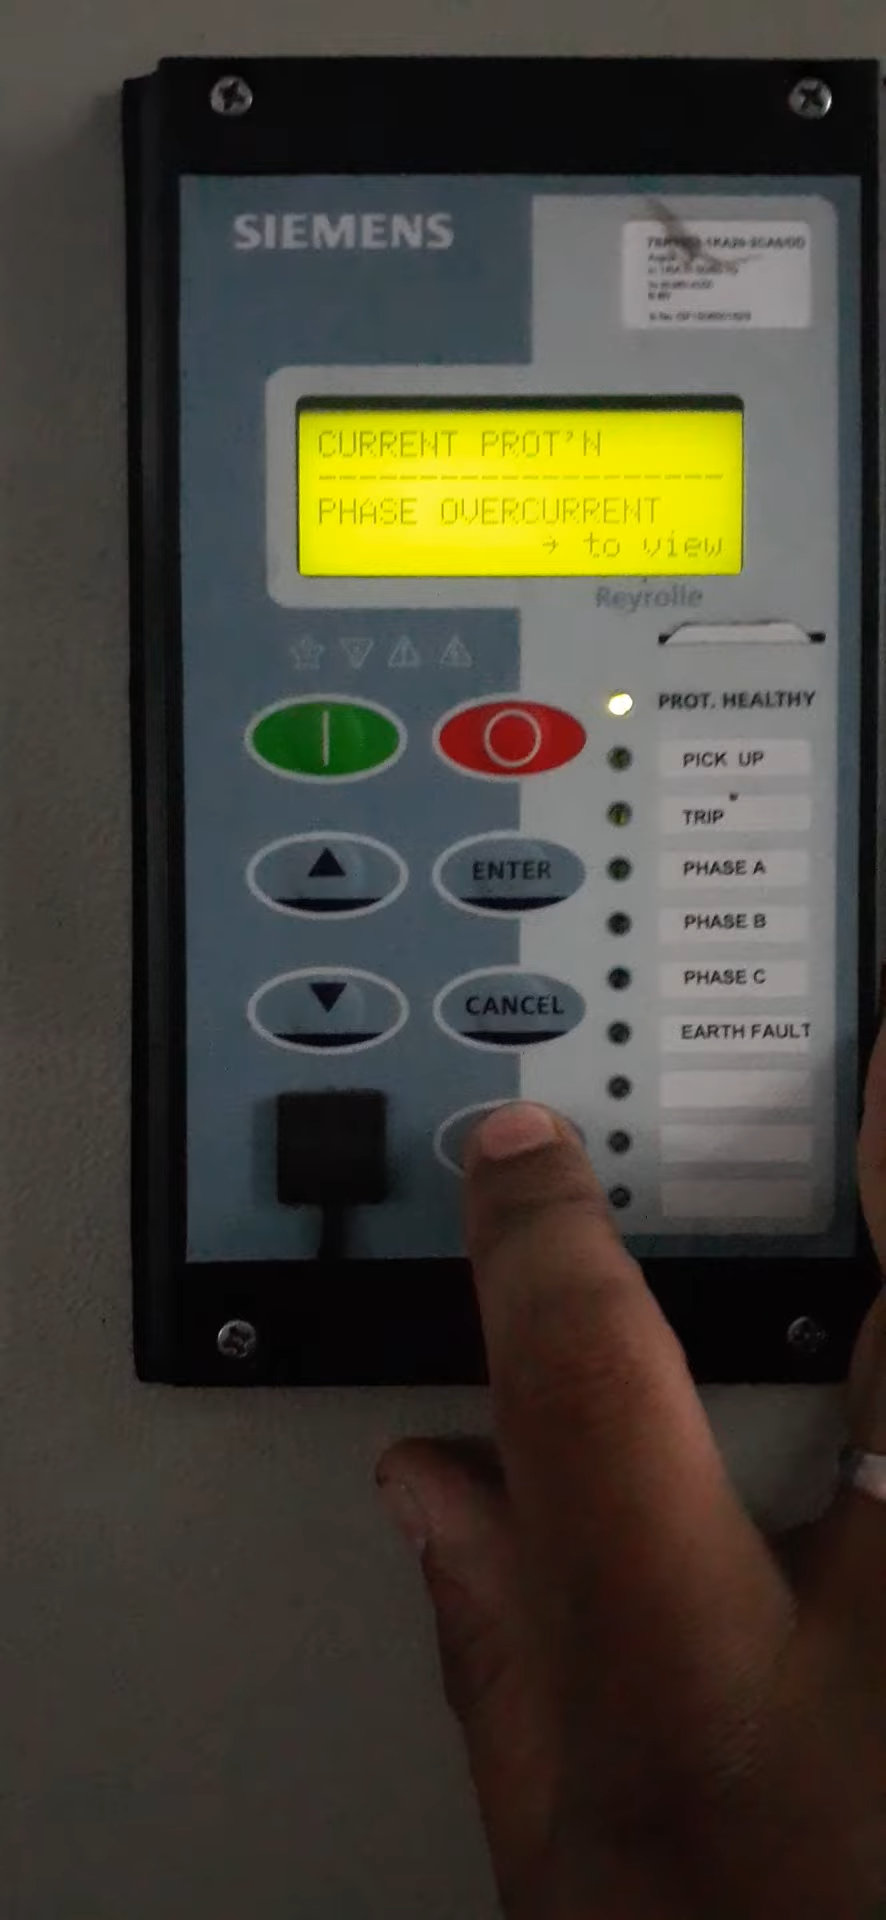 SIEMENS
CURRENT PROT'N
--------------------
PHASE OVERCURRENT
→ to view
Reyrolle
PROT. HEALTHY
PICK UP
TRIP
ENTER
PHASE A
PHASE B
CANCEL
PHASE C
EARTH FAULT